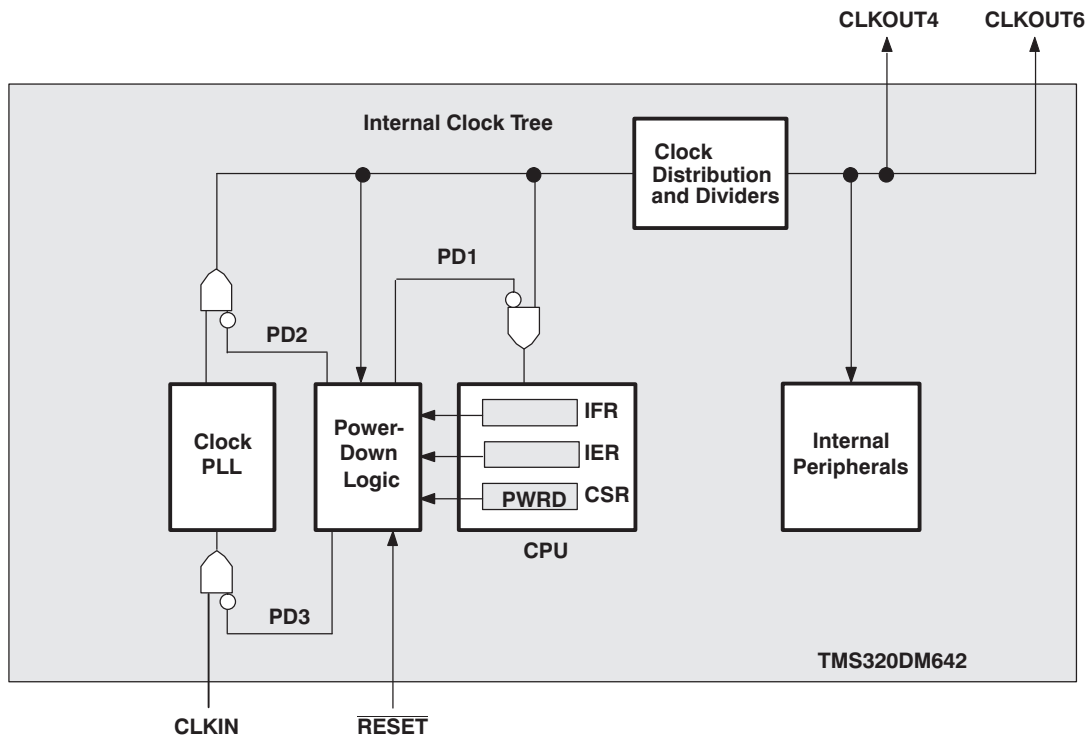 CLKOUT4
CLKOUT6
Internal Clock Tree
Clock
Distribution
and Dividers
PD1
PD2
Clock
PLL
Power-
Down
Logic
IFR
IER
PWRD
CSR
CPU
Internal
Peripherals
PD3
TMS320DM642
CLKIN
RESET